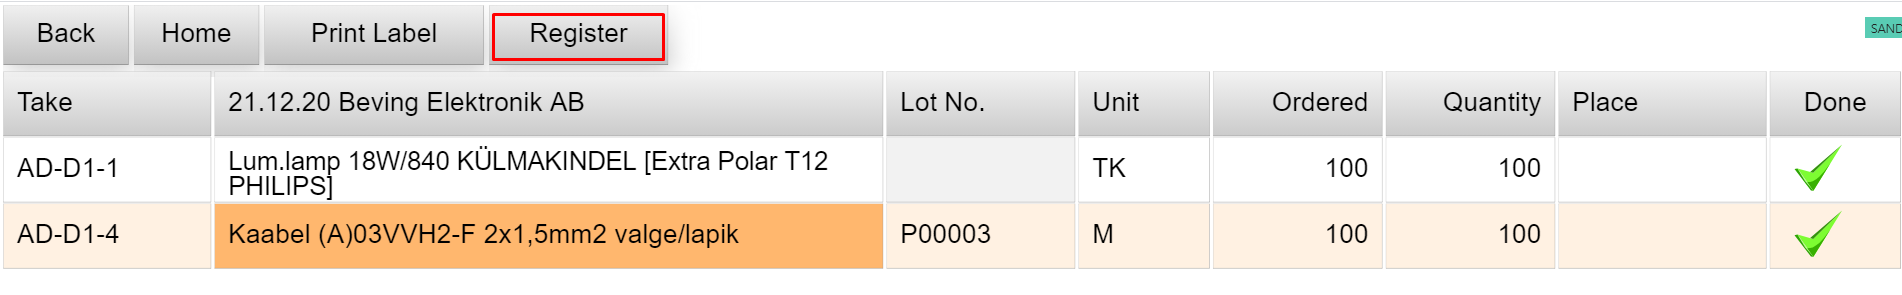 Back Home Print Label Register
SAND
Take 21.12.20 Beving Elektronik AB Lot No. Unit Ordered Quantity Place Done
AD-D1-1 Lum.lamp 18W/840 KÜLMAKINDEL [Extra Polar T12
PHILIPS] TK 100 100
AD-D1-4 Kaabel (A)03VVH2-F 2x1,5mm2 valge/lapik P00003 M 100 100